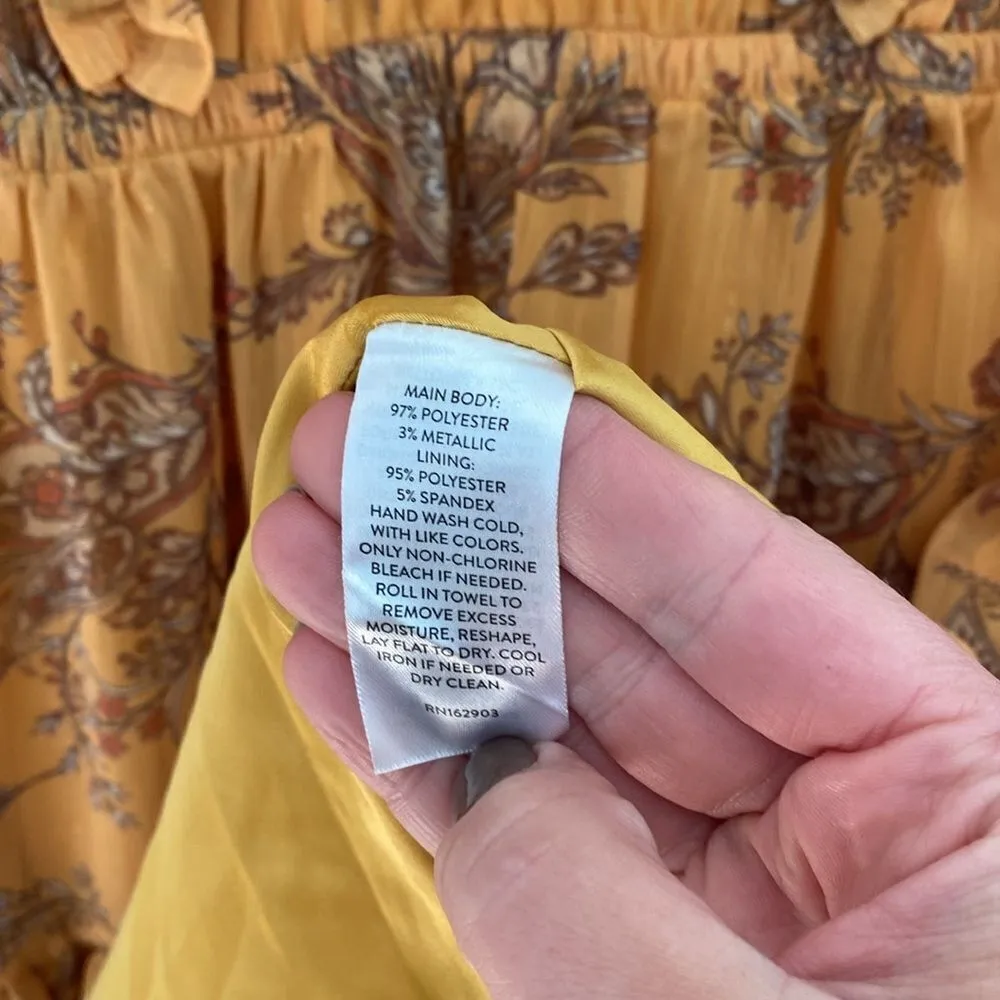 MAIN BODY:
97% POLYESTER
3% METALLIC
LINING:
95% POLYESTER
5% SPANDEX
HAND WASH COLD,
WITH LIKE COLORS.
ONLY NON-CHLORINE
BLEACH IF NEEDED.
ROLL IN TOWEL TO
REMOVE EXCESS
MOISTURE, RESHAPE,
LAY FLAT TO DRY. COOL
IRON IF NEEDED OR
DRY CLEAN.
RN162903